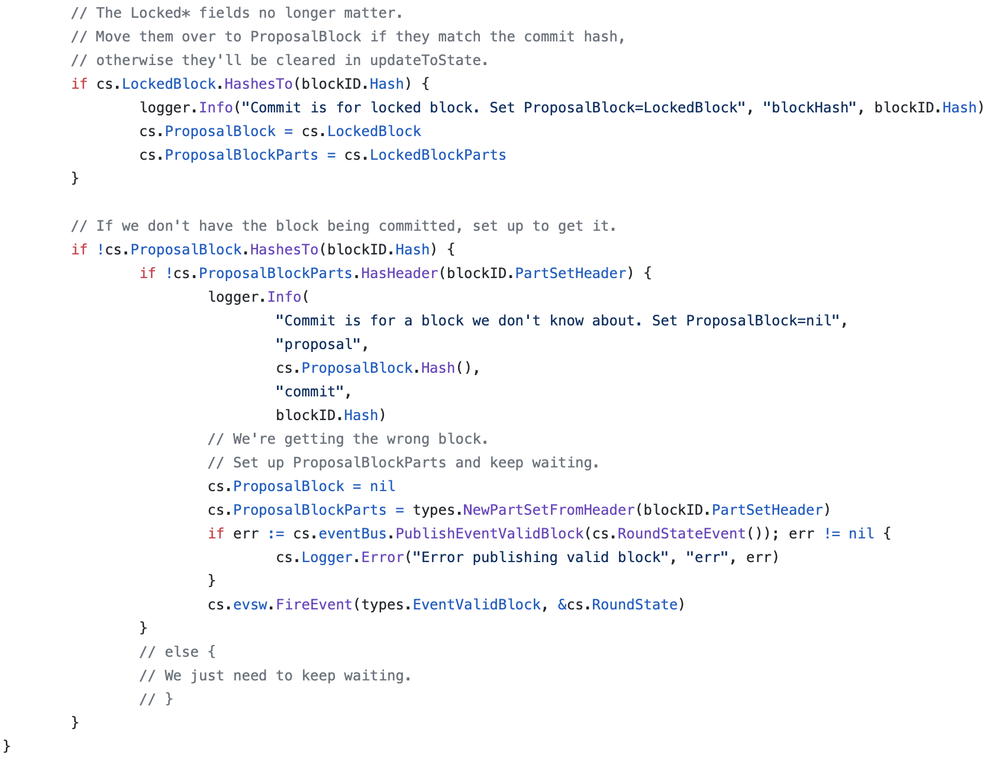 // The Locked* fields no longer matter.
// Move them over to ProposalBlock if they match the commit hash,
// otherwise they'll be cleared in updateToState.
if cs.LockedBlock.HashesTo(blockID.Hash) {
logger.Info("Commit is for locked block. Set ProposalBlock=LockedBlock", "blockHash", blockID.Hash)
cs.ProposalBlock = cs.LockedBlock
cs.ProposalBlockParts = cs.LockedBlockParts
}
// If we don't have the block being committed, set up to get it.
if !cs.ProposalBlock.HashesTo(blockID.Hash) {
if !cs.ProposalBlockParts.HasHeader(blockID.PartSetHeader) {
logger.Info(
"Commit is for a block we don't know about. Set ProposalBlock=nil",
"proposal",
cs.ProposalBlock.Hash(),
"commit",
blockID.Hash)
// We're getting the wrong block.
// Set up ProposalBlockParts and keep waiting.
cs.ProposalBlock = nil
cs.ProposalBlockParts = types.NewPartSetFromHeader(blockID.PartSetHeader)
if err := cs.eventBus.PublishEventValidBlock(cs.RoundStateEvent()); err != nil {
cs.Logger.Error("Error publishing valid block", "err", err)
}
cs.evsw.FireEvent(types.EventValidBlock, &cs.RoundState)
}
// else {
// We just need to keep waiting.
// }
}
}